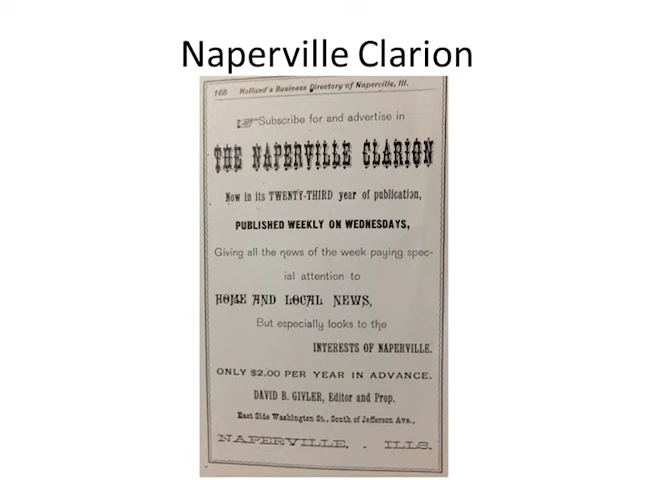 Naperville Clarion
166 Holland's Business Directory of Naperville, Ill.
Subscribe for and advertise in
THE NAPERVILLE CLARION
Now in its TWENTY-THIRD year of publication,
PUBLISHED WEEKLY ON WEDNESDAYS,
Giving all the news of the week paying spec-
ial attention to
HOME AND LOCAL NEWS,
But especially looks to the
INTERESTS OF NAPERVILLE.
ONLY $2.00 PER YEAR IN ADVANCE.
DAVID B. GIVLER, Editor and Prop.
East Side Washington St., South of Jefferson Ave.,
NAPERVILLE, . ILLS.